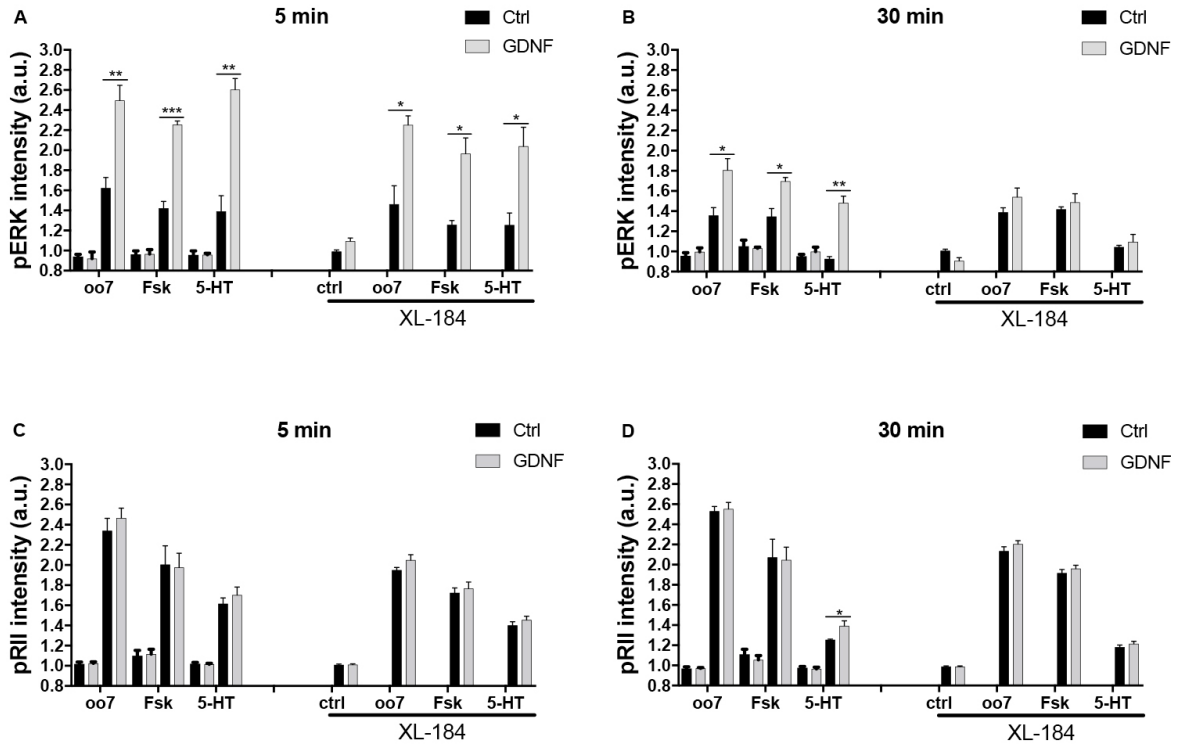 A
5 min
Ctrl
GDNF
pERK intensity (a.u.)
3.0
2.8
2.6
2.4
2.2
2.0
1.8
1.6
1.4
1.2
1.0
0.8
**
***
**
*
*
*
oo7
Fsk
5-HT
ctrl
oo7
Fsk
5-HT
XL-184
B
30 min
Ctrl
GDNF
pERK intensity (a.u.)
3.0
2.8
2.6
2.4
2.2
2.0
1.8
1.6
1.4
1.2
1.0
0.8
*
*
**
oo7
Fsk
5-HT
ctrl
oo7
Fsk
5-HT
XL-184
C
5 min
Ctrl
GDNF
pRII intensity (a.u.)
3.0
2.8
2.6
2.4
2.2
2.0
1.8
1.6
1.4
1.2
1.0
0.8
oo7
Fsk
5-HT
ctrl
oo7
Fsk
5-HT
XL-184
D
30 min
Ctrl
GDNF
pRII intensity (a.u.)
3.0
2.8
2.6
2.4
2.2
2.0
1.8
1.6
1.4
1.2
1.0
0.8
*
oo7
Fsk
5-HT
ctrl
oo7
Fsk
5-HT
XL-184